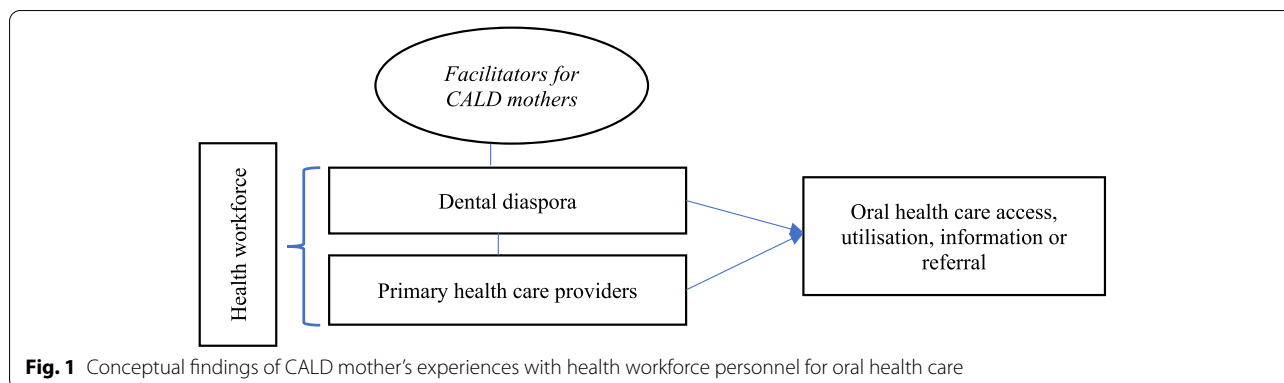 Facilitators for
CALD mothers
Health workforce
Dental diaspora
Primary health care providers
Oral health care access,
utilisation, information or
referral
Fig. 1 Conceptual findings of CALD mother's experiences with health workforce personnel for oral health care